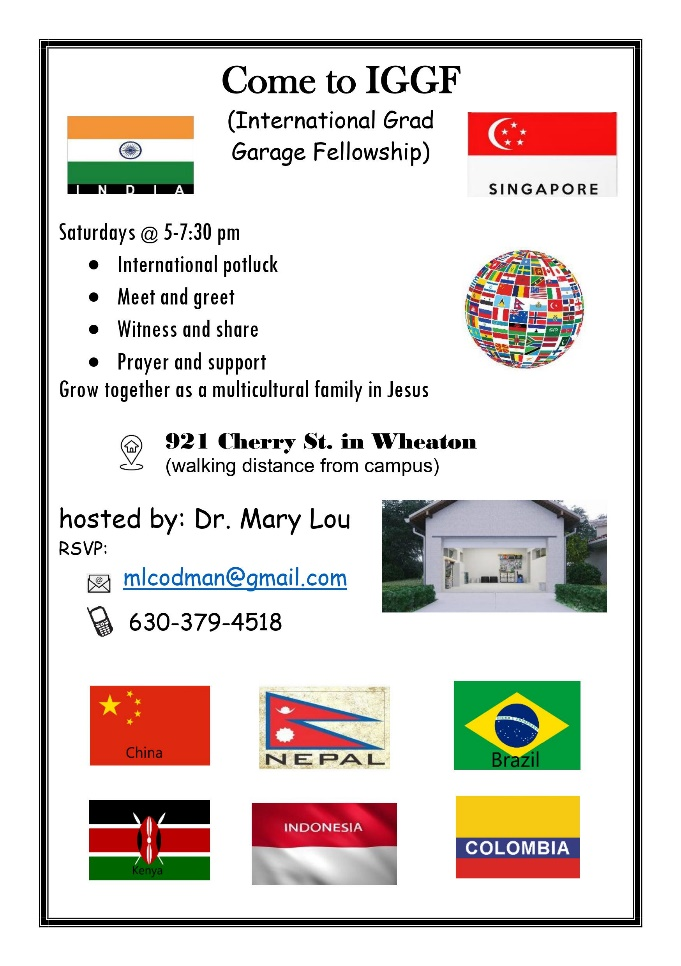 Come to IGGF
(International Grad
Garage Fellowship)
INDIA
SINGAPORE
Saturdays @ 5-7:30 pm
• International potluck
• Meet and greet
• Witness and share
• Prayer and support
Grow together as a multicultural family in Jesus
921 Cherry St. in Wheaton
(walking distance from campus)
hosted by: Dr. Mary Lou
RSVP:
mlcodman@gmail.com
630-379-4518
China
NEPAL
Brazil
Kenya
INDONESIA
COLOMBIA